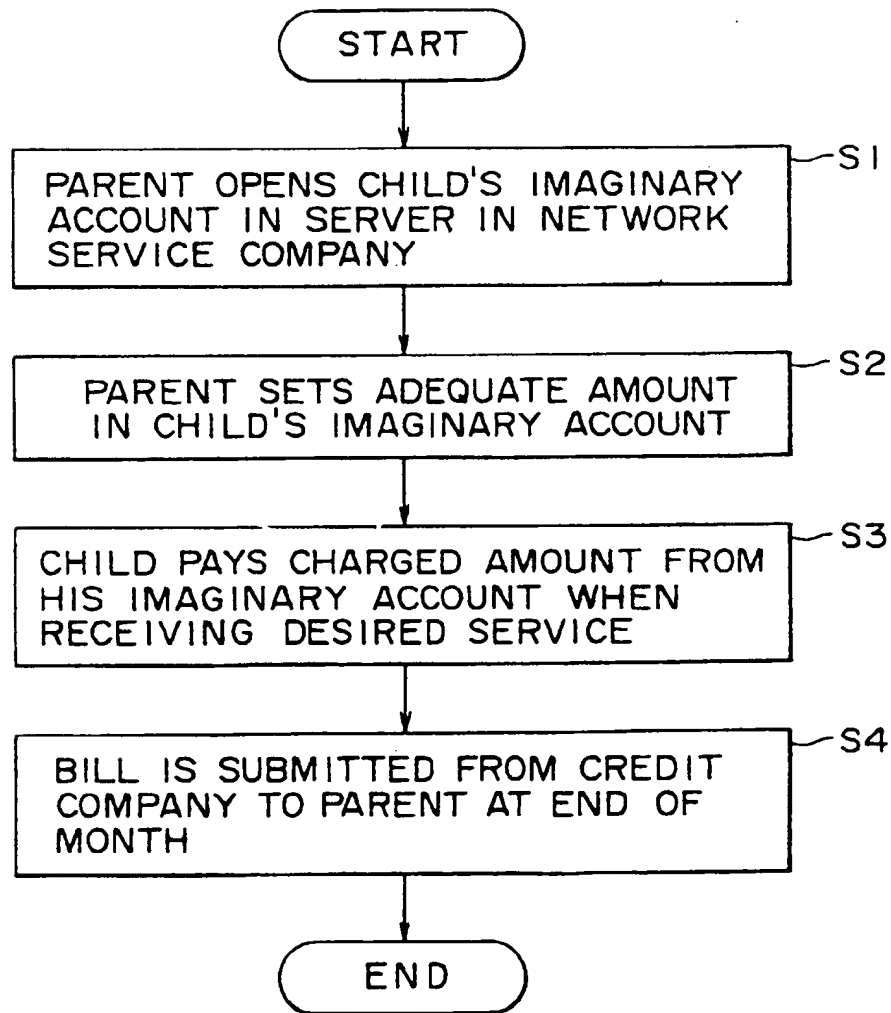 START
S1
PARENT OPENS CHILD'S IMAGINARY
ACCOUNT IN SERVER IN NETWORK
SERVICE COMPANY
S2
PARENT SETS ADEQUATE AMOUNT
IN CHILD'S IMAGINARY ACCOUNT
S3
CHILD PAYS CHARGED AMOUNT FROM
HIS IMAGINARY ACCOUNT WHEN
RECEIVING DESIRED SERVICE
S4
BILL IS SUBMITTED FROM CREDIT
COMPANY TO PARENT AT END OF
MONTH
END